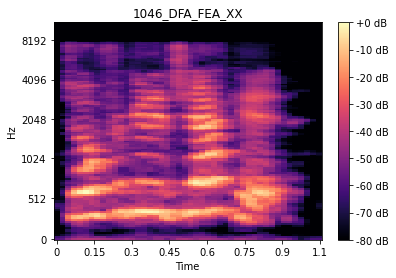 1046_DFA_FEA_XX
8192
4096
2048
1024
512
0
Hz
0
0.15
0.3
0.45
0.6
0.75
0.9
1.1
Time
+0 dB
-10 dB
-20 dB
-30 dB
-40 dB
-50 dB
-60 dB
-70 dB
-80 dB